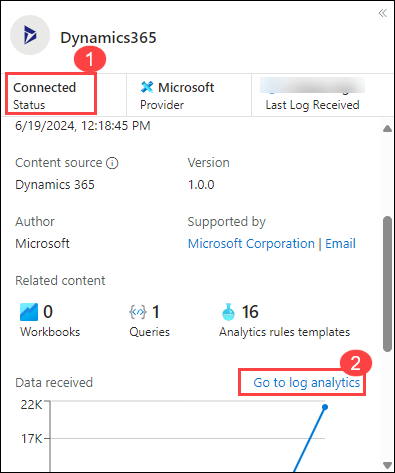 «
Dynamics365
1
Connected
Status
Microsoft
Provider
Last Log Received
6/19/2024, 12:18:45 PM
Content source
Version
Dynamics 365
1.0.0
Author
Supported by
Microsoft
Microsoft Corporation | Email
Related content
0
Workbooks
1
Queries
16
Analytics rules templates
2
Data received
Go to log analytics
22K
17K